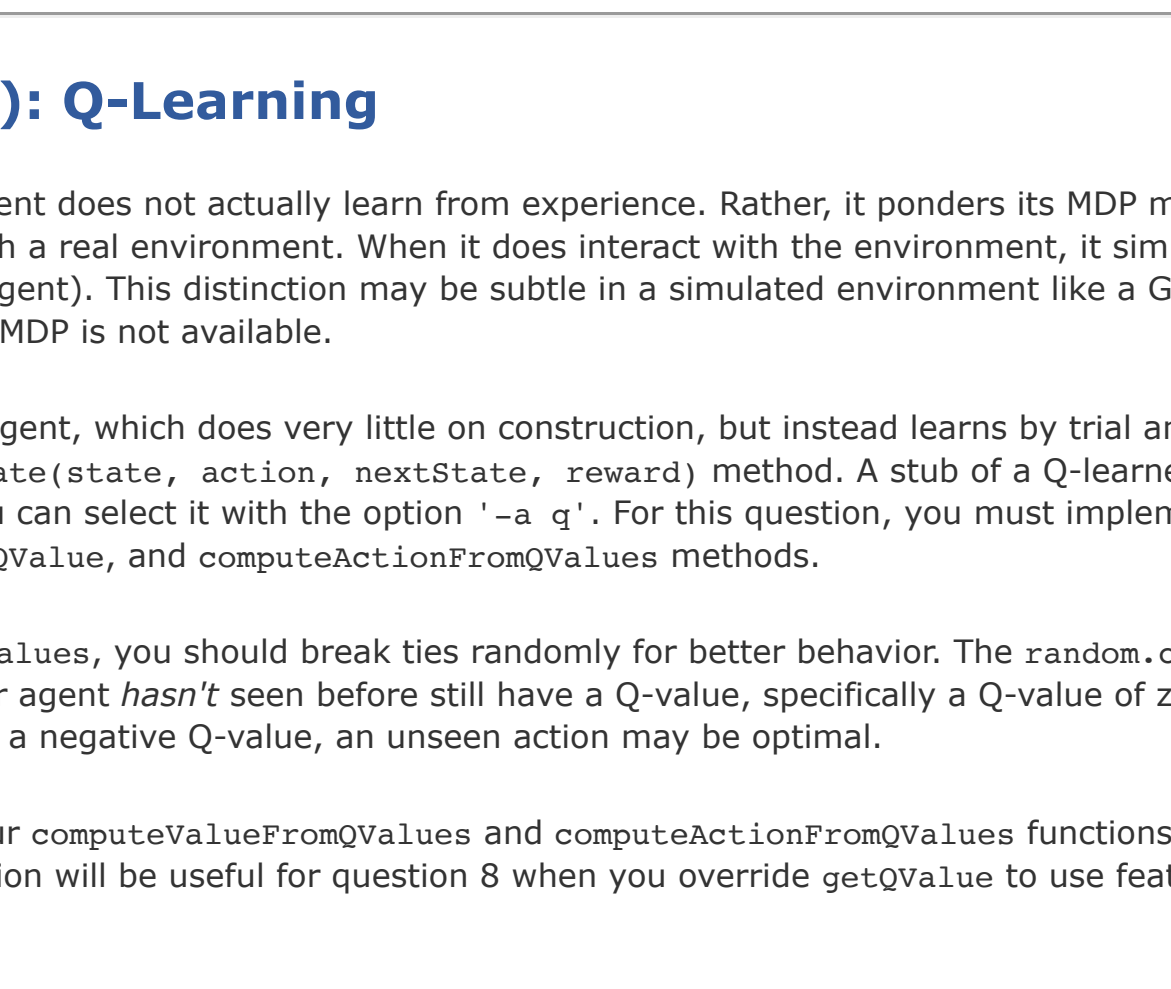 ): Q-Learning
ent does not actually learn from experience. Rather, it ponders its MDP m
h a real environment. When it does interact with the environment, it sim
gent). This distinction may be subtle in a simulated environment like a G
MDP is not available.
gent, which does very little on construction, but instead learns by trial a
ate(state, action, nextState, reward) method. A stub of a Q-learne
u can select it with the option '-a q'. For this question, you must implem
QValue, and computeActionFromQValues methods.
alues, you should break ties randomly for better behavior. The random.c
r agent hasn't seen before still have a Q-value, specifically a Q-value of z
a negative Q-value, an unseen action may be optimal.
ur computeValueFromQValues and computeActionFromQValues functions
ion will be useful for question 8 when you override getQValue to use feat